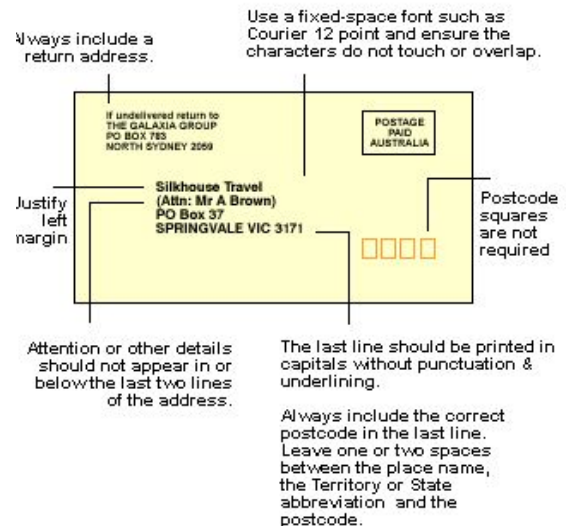 Always include a
return address.
Use a fixed-space font such as
Courier 12 point and ensure the
characters do not touch or overlap.
If undelivered return to
THE GALAXIA GROUP
PO BOX 783
NORTH SYDNEY 2059
POSTAGE
PAID
AUSTRALIA
Silkhouse Travel
(Attn: Mr A Brown)
PO Box 37
SPRINGVALE VIC 3171
Justify
left
margin
Postcode
squares
are not
required
Attention or other details
should not appear in or
below the last two lines
of the address.
The last line should be printed in
capitals without punctuation &
underlining.
Always include the correct
postcode in the last line.
Leave one or two spaces
between the place name,
the Territory or State
abbreviation and the
postcode.